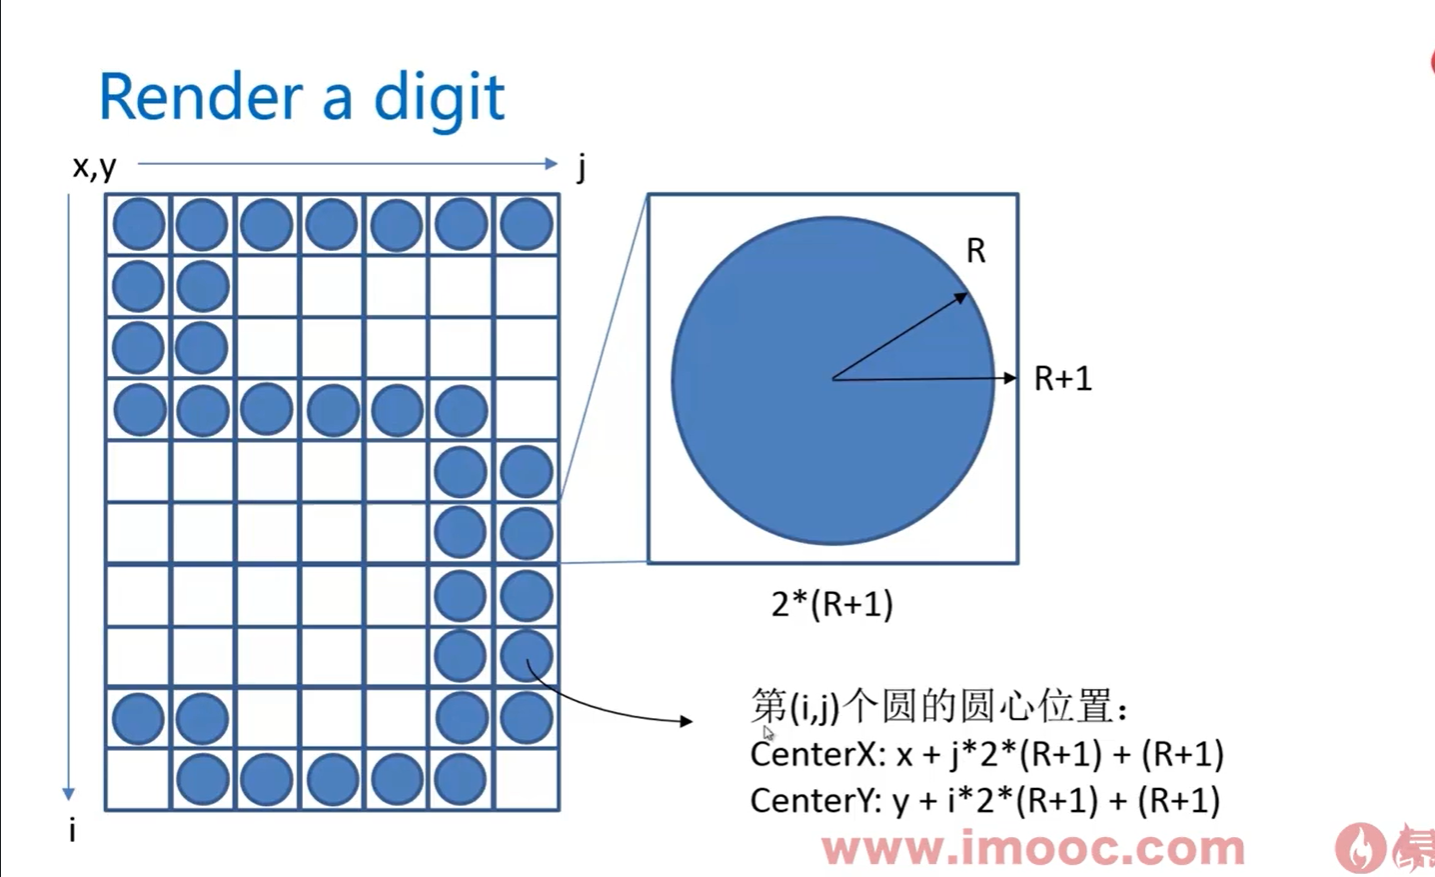 Render a digit
x,y
j
R
R+1
2*(R+1)
第(i,j)个圆的圆心位置：
CenterX: x + j*2*(R+1) + (R+1)
CenterY: y + i*2*(R+1) + (R+1)
i
www.imooc.com